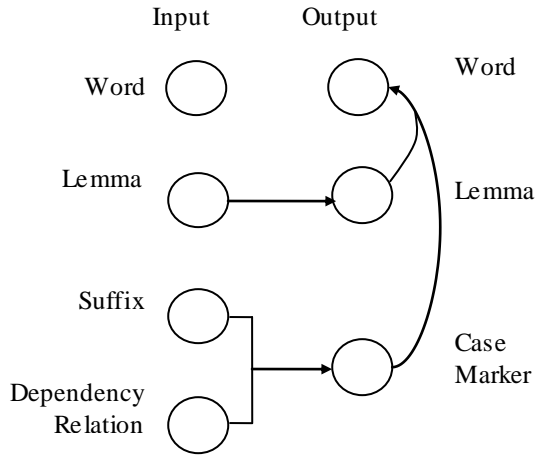 Input Output
Word Word
Lemma Lemma
Suffix
Case
Marker
Dependency
Relation